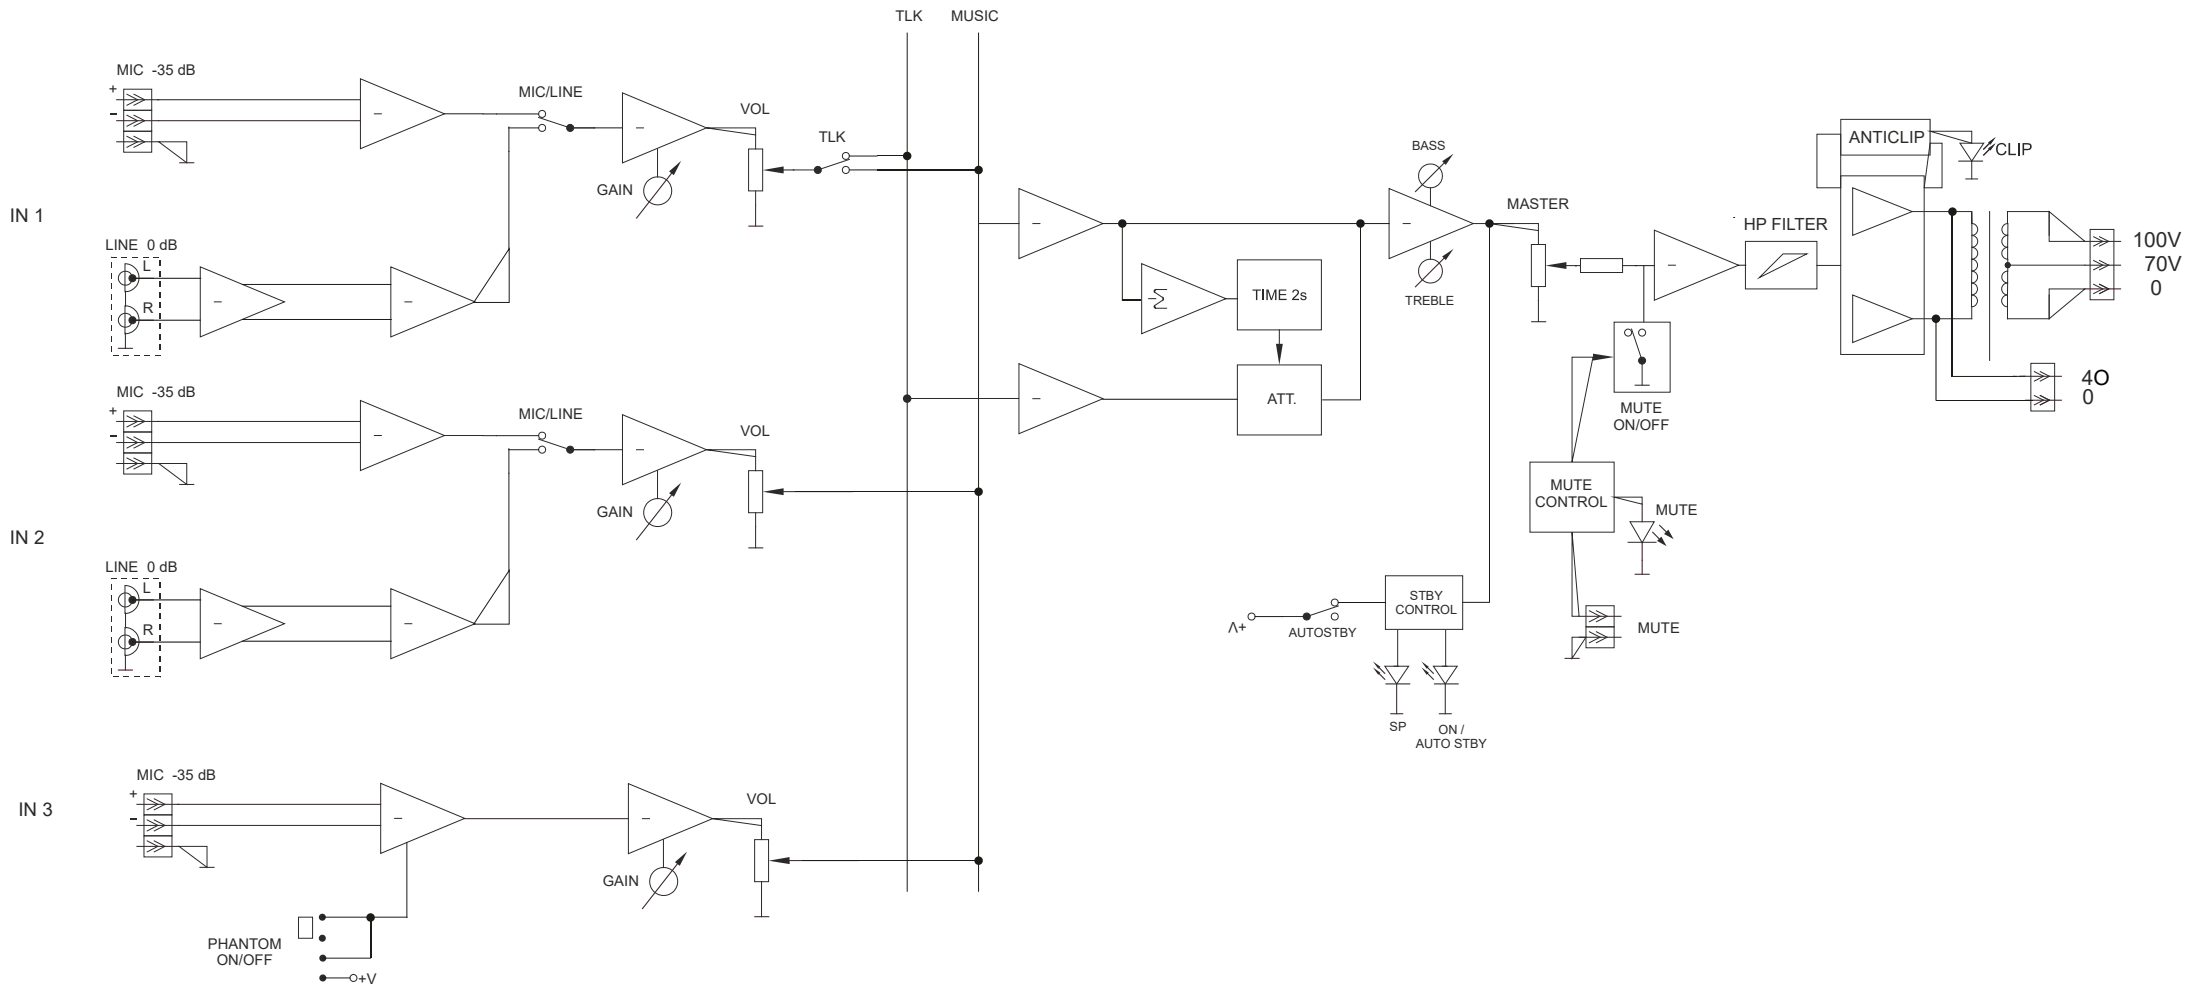 TLK
MUSIC
MIC -35 dB
+
-
MIC/LINE
VOL
TLK
GAIN
IN 1
LINE 0 dB
L
R
BASS
TREBLE
MASTER
ANTICLIP
CLIP
HP FILTER
100V
70V
0
Σ
TIME 2s
ATT.
4O
0
MUTE
ON/OFF
MIC -35 dB
+
-
MIC/LINE
VOL
GAIN
IN 2
LINE 0 dB
L
R
MUTE
CONTROL
MUTE
MUTE
STBY
CONTROL
Λ+
AUTOSTBY
SP
ON /
AUTO STBY
MIC -35 dB
+
-
IN 3
VOL
GAIN
PHANTOM
ON/OFF
+V